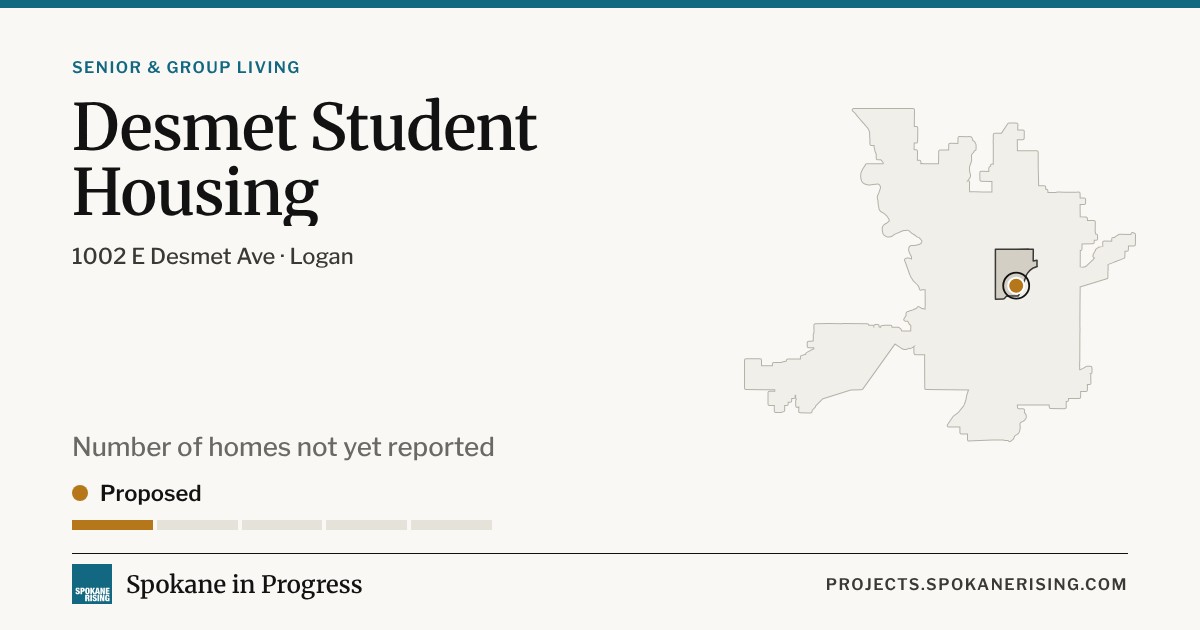 SENIOR & GROUP LIVING
Desmet Student
Housing
1002 E Desmet Ave · Logan
Number of homes not yet reported
Proposed
SPOKANE
RISING
Spokane in Progress
PROJECTS.SPOKANERISING.COM